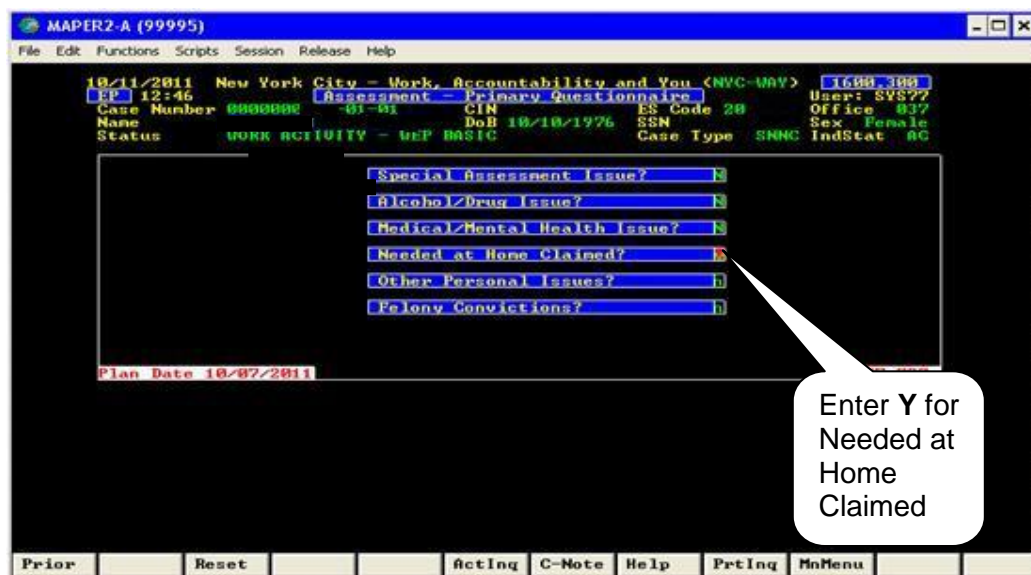 MAPER2-A (99995)
File Edit Functions Scripts Session Release Help
10/11/2011 New York City - Work, Accountability and You (NYC-WAY) 1600,300
EP 12:46 Assessment - Primary Questionnaire User: SYS77
Case Number -01-01 CIN ES Code 20 Office 037
Name DoB 10/10/1976 SSN Sex Female
Status WORK ACTIVITY - WEP BASIC Case Type SNNC IndStat AC
Special Assessment Issue? N
Alcohol/Drug Issue? N
Medical/Mental Health Issue? N
Needed at Home Claimed?
Other Personal Issues? n
Felony Convictions? n
Plan Date 10/07/2011
Enter Y for
Needed at
Home
Claimed
Prior Reset ActInq C-Note Help PrtInq MnMenu